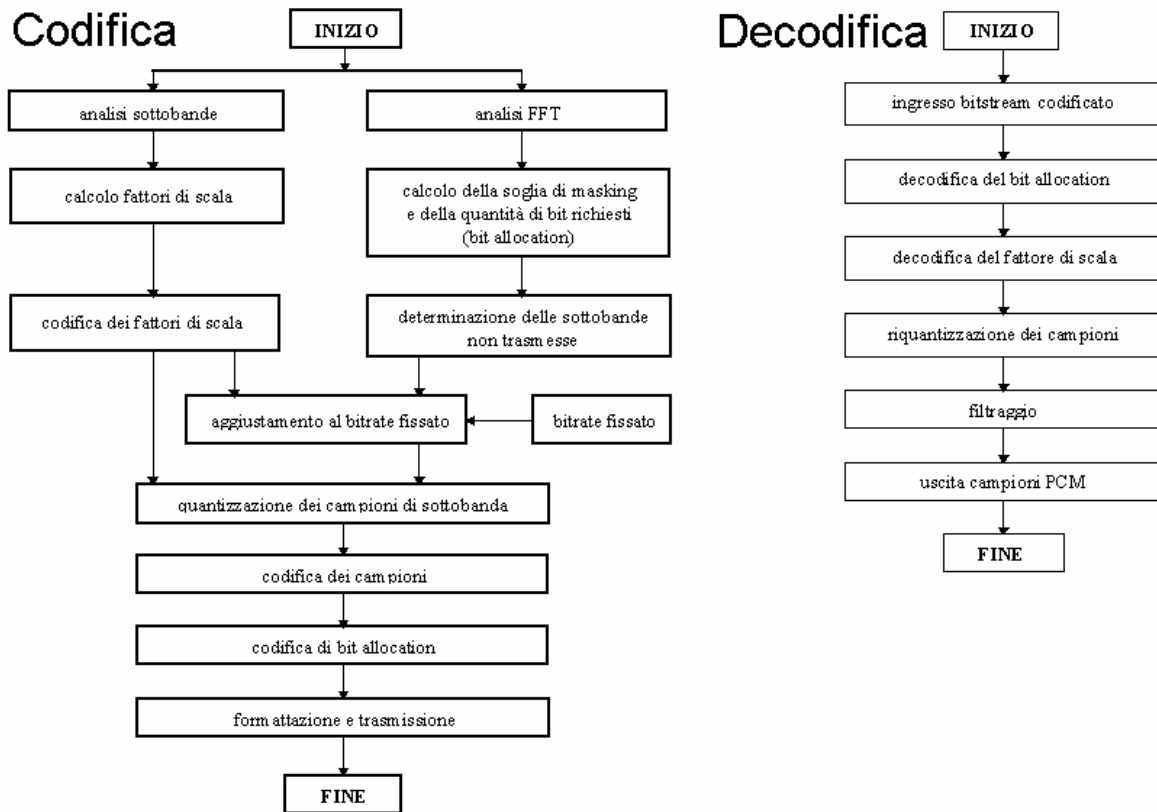 Codifica
INIZIO
analisi sottobande
analisi FFT
calcolo fattori di scala
calcolo della soglia di masking
e della quantità di bit richiesti
(bit allocation)
codifica dei fattori di scala
determinazione delle sottobande
non trasmesse
aggiustamento al bitrate fissato
bitrate fissato
quantizzazione dei campioni di sottobanda
codifica dei campioni
codifica di bit allocation
formattazione e trasmissione
FINE
Decodifica
INIZIO
ingresso bitstream codificato
decodifica del bit allocation
decodifica del fattore di scala
riquantizzazione dei campioni
filtraggio
uscita campioni PCM
FINE